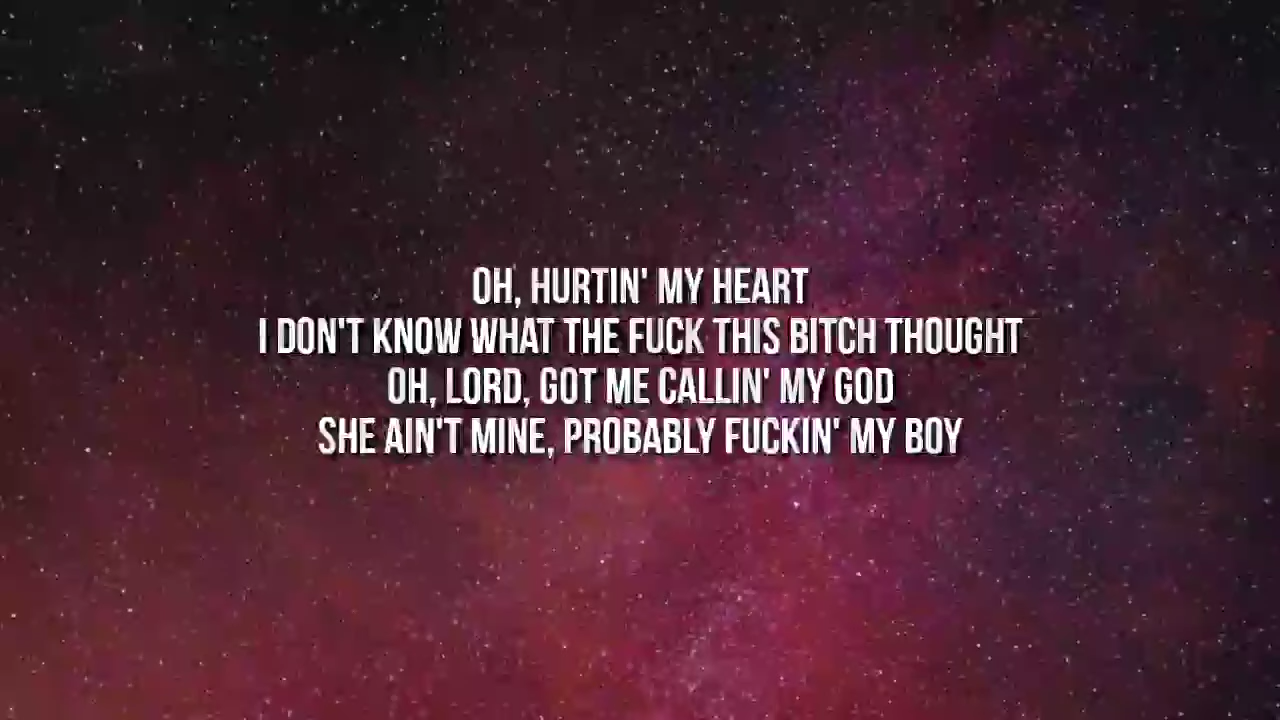 OH, HURTIN' MY HEART
I DON'T KNOW WHAT THE FUCK THIS BITCH THOUGHT
OH, LORD, GOT ME CALLIN' MY GOD
SHE AIN'T MINE, PROBABLY FUCKIN' MY BOY